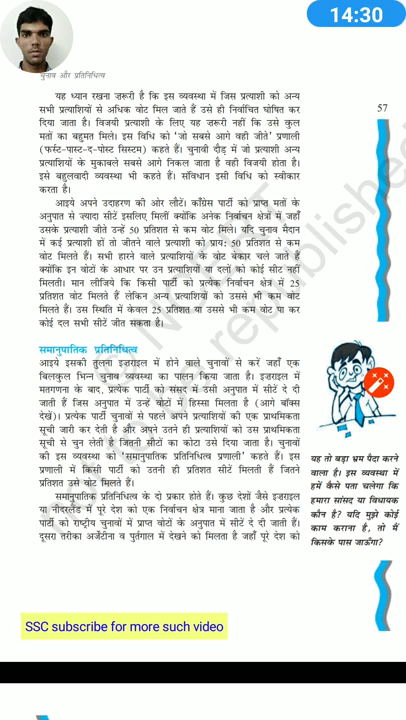 14:30
चुनाव और प्रतिनिधित्व
57
यह ध्यान रखना ज़रूरी है कि इस व्यवस्था में जिस प्रत्याशी को अन्य
सभी प्रत्याशियों से अधिक वोट मिल जाते हैं उसे ही निर्वाचित घोषित कर
दिया जाता है। विजयी प्रत्याशी के लिए यह ज़रूरी नहीं कि उसे कुल
मतों का बहुमत मिले। इस विधि को 'जो सबसे आगे वही जीते' प्रणाली
(फर्स्ट-पास्ट-द-पोस्ट सिस्टम) कहते हैं। चुनावी दौड़ में जो प्रत्याशी अन्य
प्रत्याशियों के मुकाबले सबसे आगे निकल जाता है वही विजयी होता है।
इसे बहुलवादी व्यवस्था भी कहते हैं। संविधान इसी विधि को स्वीकार
करता है।
आइये अपने उदाहरण की ओर लौटें। काँग्रेस पार्टी को प्राप्त मतों के
अनुपात से ज्यादा सीटें इसलिए मिलीं क्योंकि अनेक निर्वाचन क्षेत्रों में जहाँ
उसके प्रत्याशी जीते उन्हें 50 प्रतिशत से कम वोट मिले। यदि चुनाव मैदान
में कई प्रत्याशी हों तो जीतने वाले प्रत्याशी को प्राय: 50 प्रतिशत से कम
वोट मिलते हैं। सभी हारने वाले प्रत्याशियों के वोट बेकार चले जाते हैं
क्योंकि इन वोटों के आधार पर उन प्रत्याशियों या दलों को कोई सीट नहीं
मिलती। मान लीजिये कि किसी पार्टी को प्रत्येक निर्वाचन क्षेत्र में 25
प्रतिशत वोट मिलते हैं लेकिन अन्य प्रत्याशियों को उससे भी कम वोट
मिलते हैं। उस स्थिति में केवल 25 प्रतिशत या उससे भी कम वोट पा कर
कोई दल सभी सीटें जीत सकता है।
समानुपातिक प्रतिनिधित्व
आइये इसकी तुलना इज़राइल में होने वाले चुनावों से करें जहाँ एक
बिलकुल भिन्न चुनाव व्यवस्था का पालन किया जाता है। इज़राइल में
मतगणना के बाद, प्रत्येक पार्टी को संसद में उसी अनुपात में सीटें दे दी
जाती हैं जिस अनुपात में उन्हें वोटों में हिस्सा मिलता है (आगे बॉक्स
देखें)। प्रत्येक पार्टी चुनावों से पहले अपने प्रत्याशियों की एक प्राथमिकता
सूची जारी कर देती है और अपने उतने ही प्रत्याशियों को उस प्राथमिकता
सूची से चुन लेती है जितनी सीटों का कोटा उसे दिया जाता है। चुनावों
की इस व्यवस्था को 'समानुपातिक प्रतिनिधित्व प्रणाली' कहते हैं। इस
प्रणाली में किसी पार्टी को उतनी ही प्रतिशत सीटें मिलती हैं जितने
प्रतिशत उसे वोट मिलते हैं।
समानुपातिक प्रतिनिधित्व के दो प्रकार होते हैं। कुछ देशों जैसे इज़राइल
या नीदरलैंड में पूरे देश को एक निर्वाचन क्षेत्र माना जाता है और प्रत्येक
पार्टी को राष्ट्रीय चुनावों में प्राप्त वोटों के अनुपात में सीटें दे दी जाती हैं।
दूसरा तरीका अर्जेंटीना व पुर्तगाल में देखने को मिलता है जहाँ पूरे देश को
यह तो बड़ा भ्रम पैदा करने
वाला है। इस व्यवस्था में
हमें कैसे पता चलेगा कि
हमारा सांसद या विधायक
कौन है? यदि मुझे कोई
काम कराना है, तो मैं
किसके पास जाऊँगा?
SSC subscribe for more such video